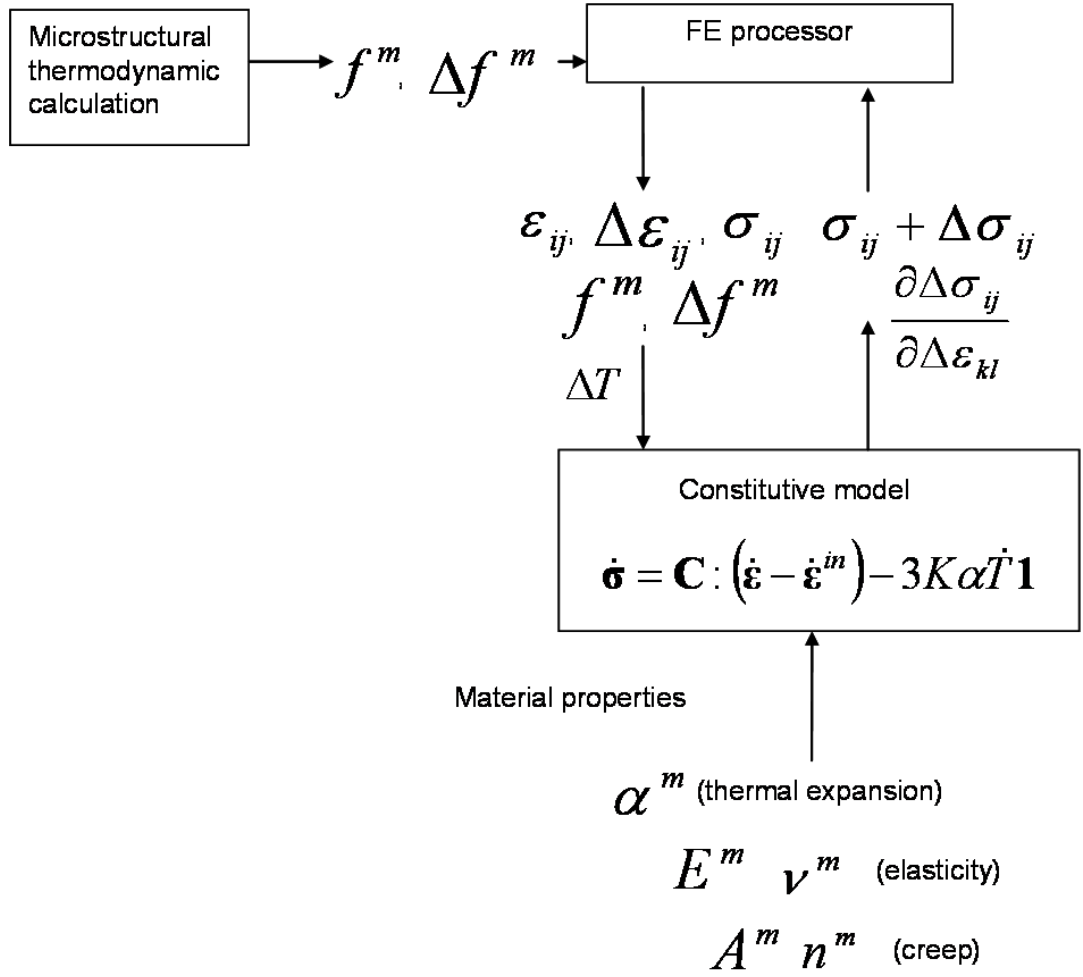 Microstructural
thermodynamic
calculation
f^m, Δf^m
FE processor
ε_ij, Δε_ij, σ_ij
f^m, Δf^m
ΔT
σ_ij + Δσ_ij
∂Δσ_ij
∂Δε_kl
Constitutive model
σ̇ = C : (ε̇ − ε̇^in) − 3KαṪ1
Material properties
α^m (thermal expansion)
E^m ν^m (elasticity)
A^m n^m (creep)